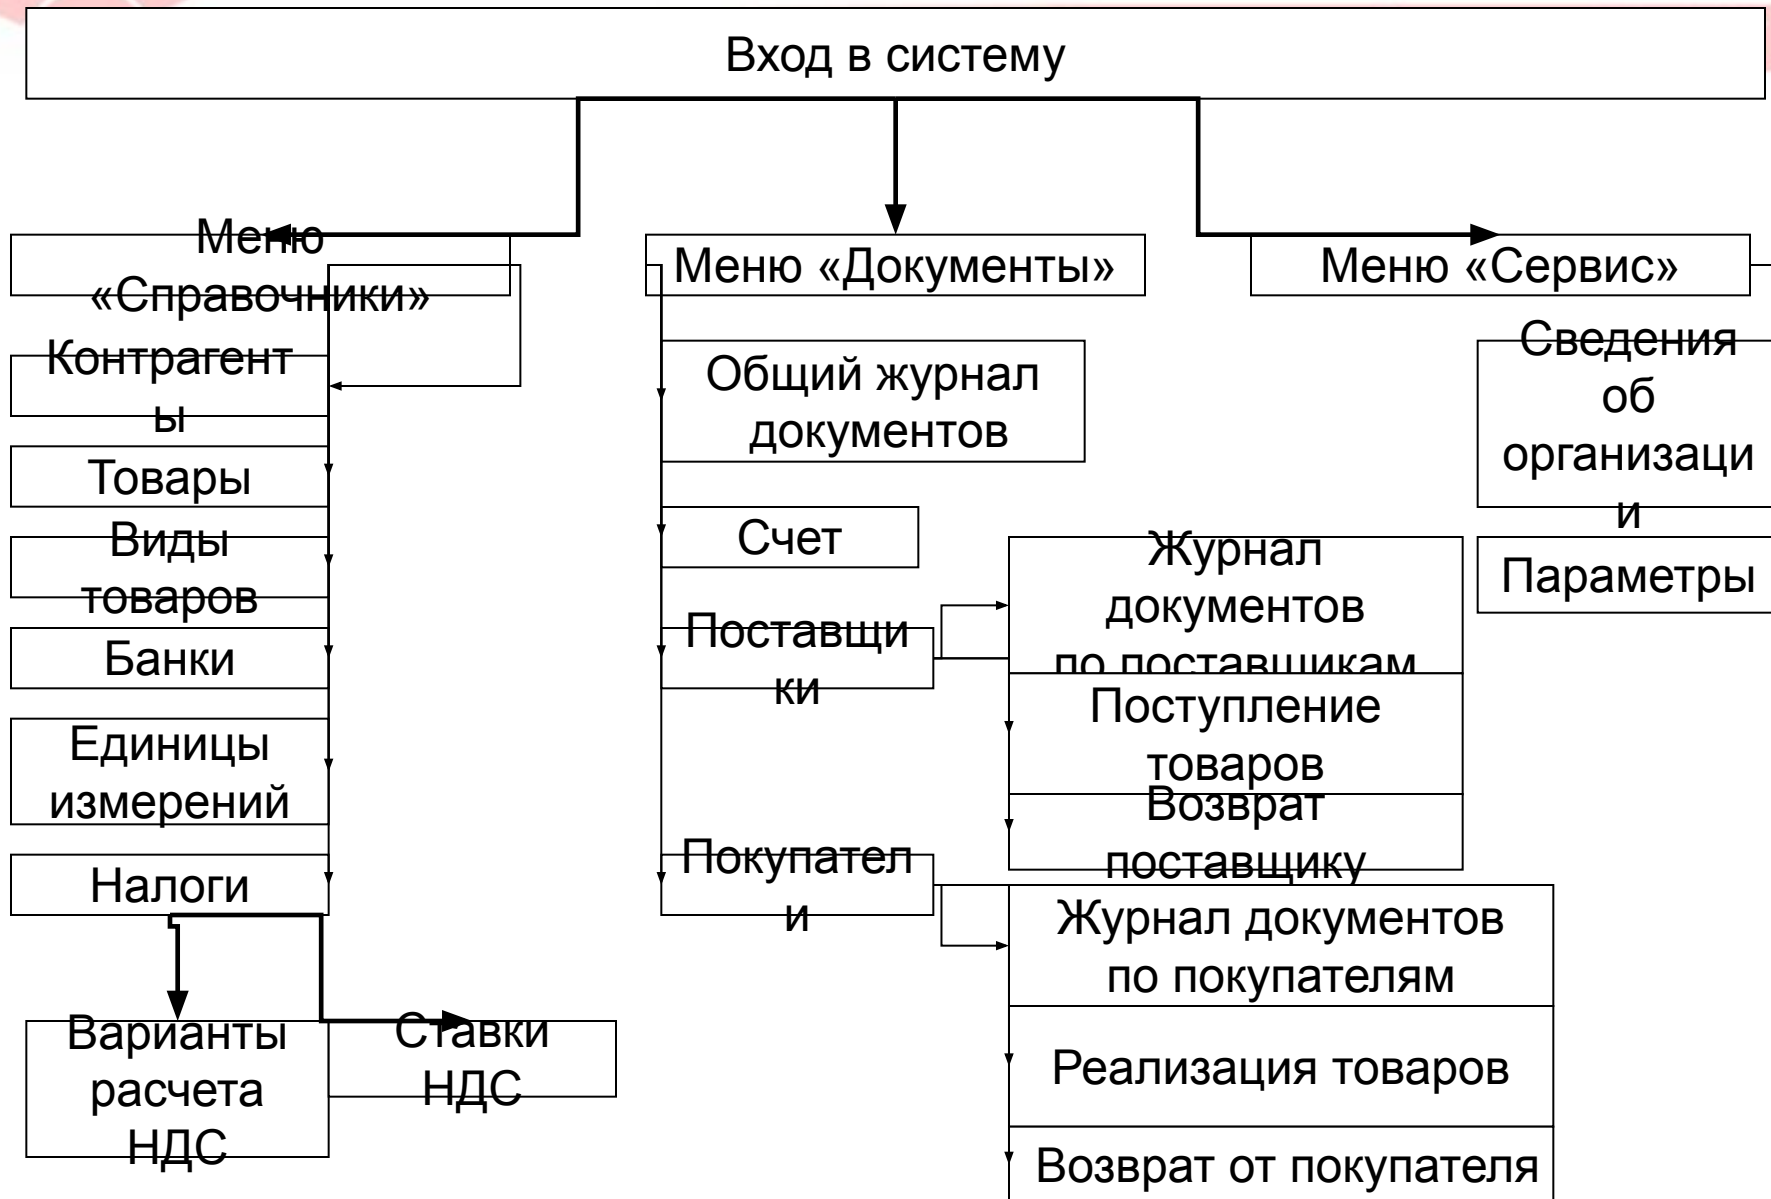 Вход в систему
Меню
«Справочники»
Контрагент
ы
Товары
Виды
товаров
Банки
Единицы
измерений
Налоги
Варианты
расчета
НДС
Ставки
НДС
Меню «Документы»
Общий журнал
документов
Счет
Поставщи
ки
Журнал
документов
по поставщикам
Поступление
товаров
Возврат
поставщику
Покупател
и
Журнал документов
по покупателям
Реализация товаров
Возврат от покупателя
Меню «Сервис»
Сведения
об
организаци
и
Параметры